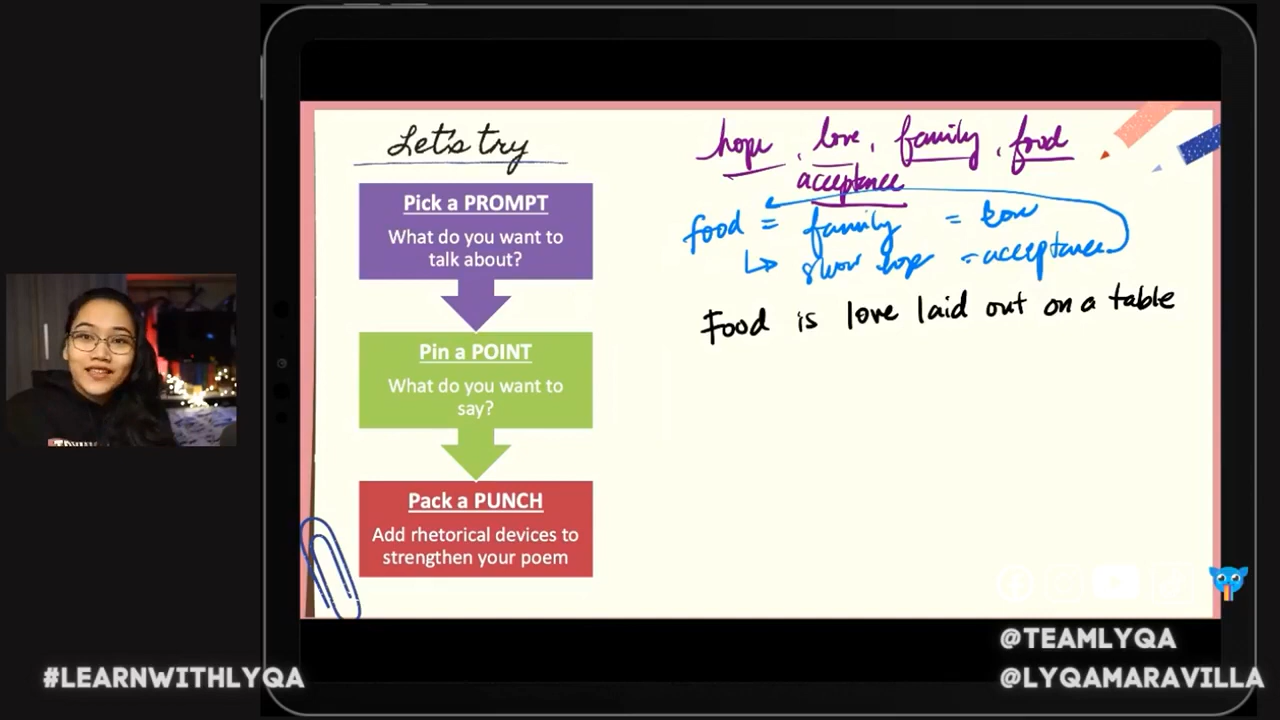 Let's try
Pick a PROMPT
What do you want to
talk about?
Pin a POINT
What do you want to
say?
Pack a PUNCH
Add rhetorical devices to
strengthen your poem
hope, love, family, food
acceptance
food = family = love
↳ show hope = acceptance
Food is love laid out on a table
#LEARNWITHLYQA
@TEAMLYQA
@LYQAMARAVILLA